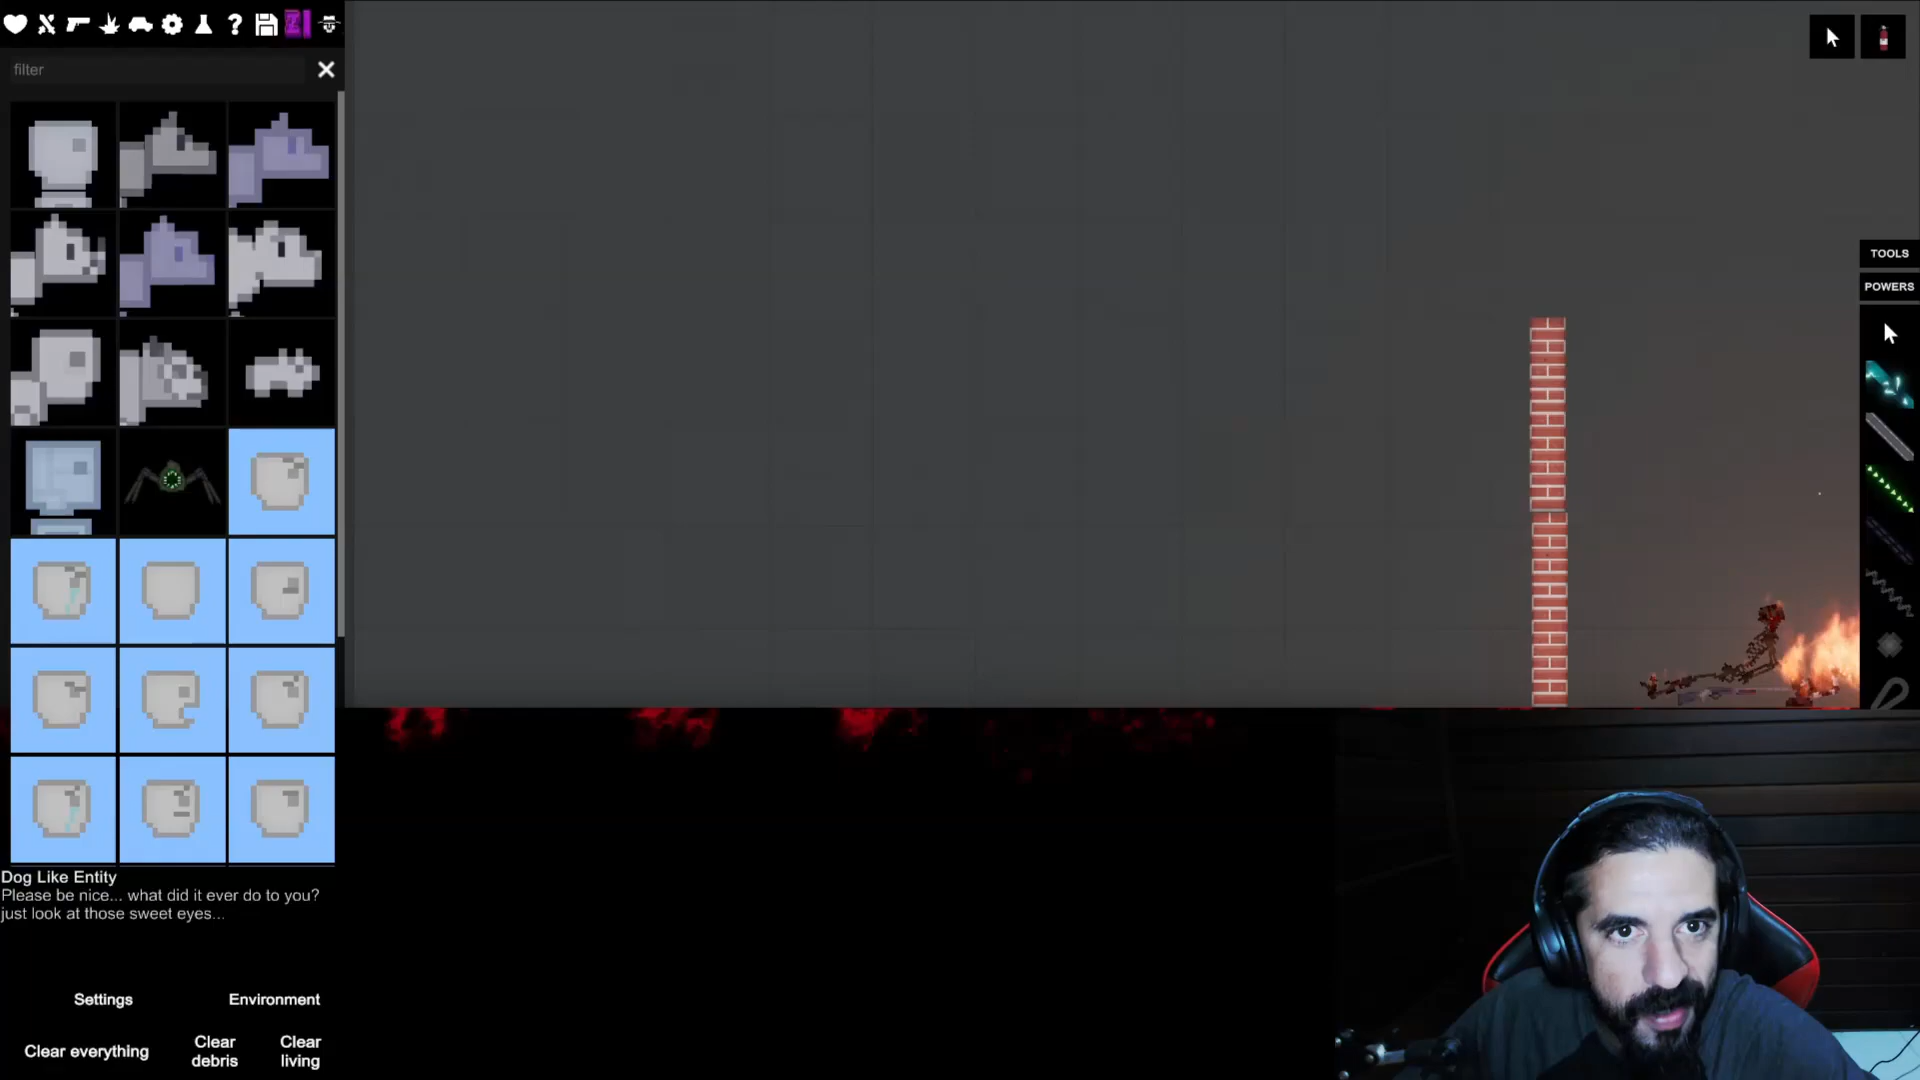 filter
TOOLS
POWERS
Dog Like Entity
Please be nice... what did it ever do to you?
just look at those sweet eyes...
Settings
Environment
Clear everything
Clear
debris
Clear
living